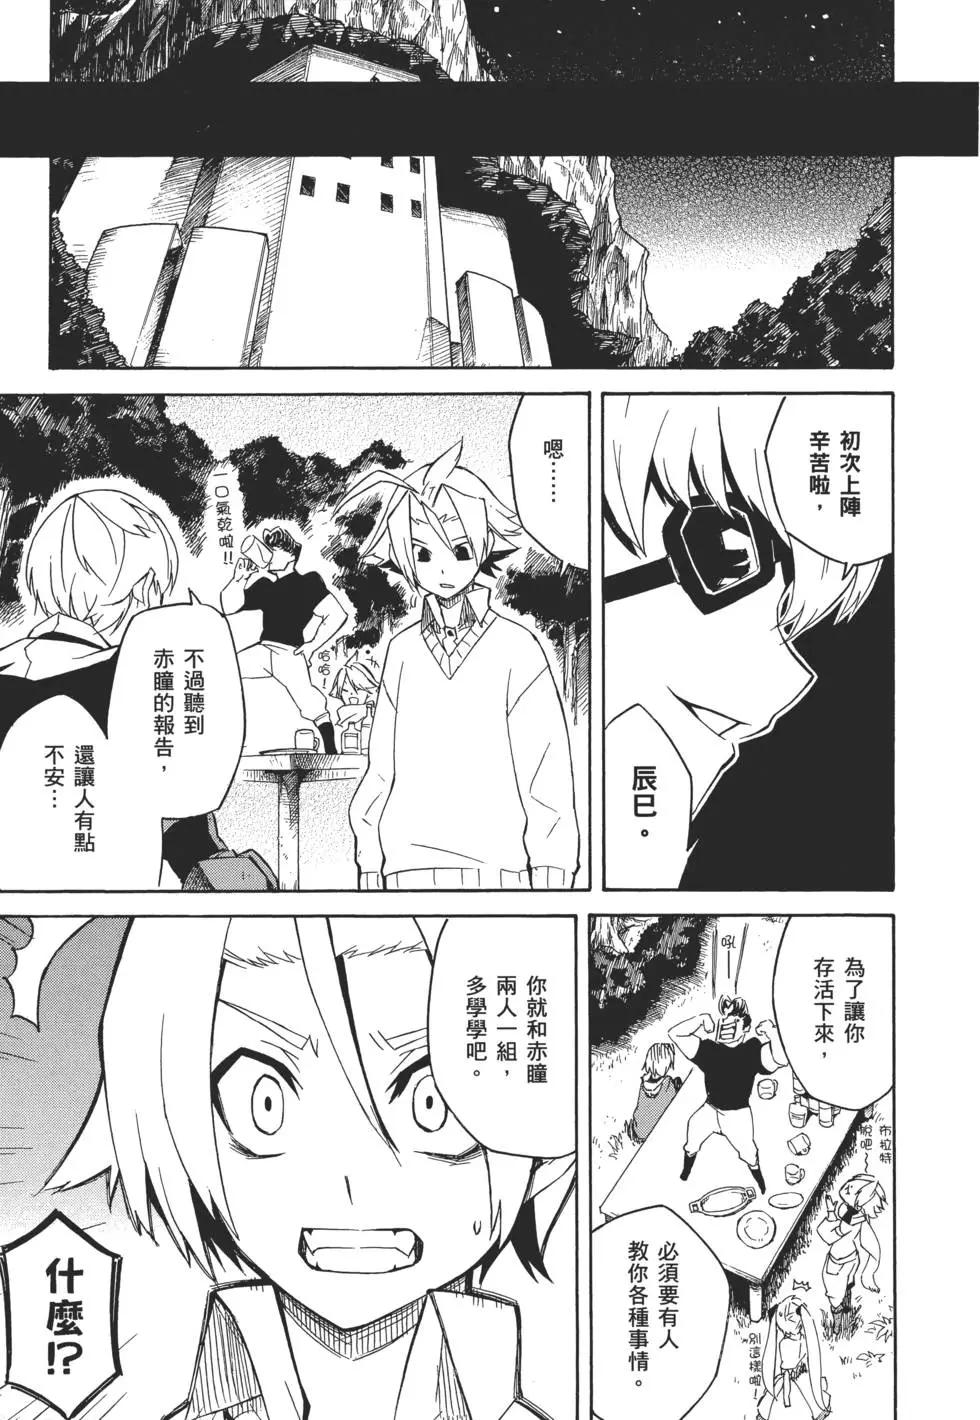 初次上陣
辛苦啦，
辰巳。
嗯……
一口氣乾啦!!
哈哈!
不過聽到
赤瞳的報告，
還讓人有點
不安…
為了讓你
存活下來，
吼——
布拉特
脫吧～
別這樣啦!
必須要有人
教你各種事情。
你就和赤瞳
兩人一組，
多學學吧。
什麼!?